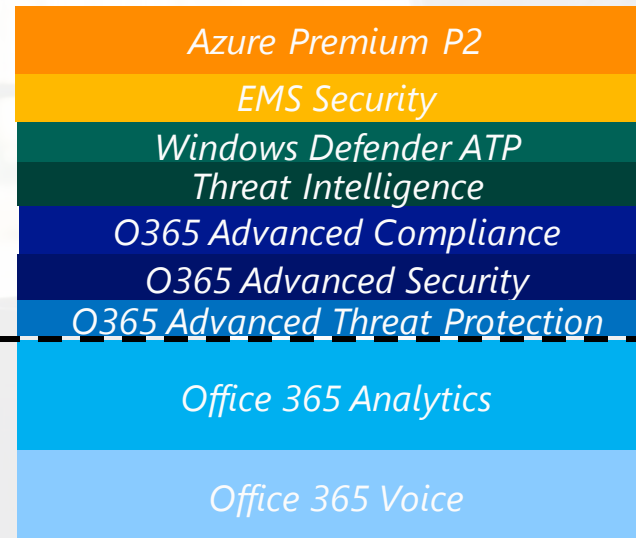 Azure Premium P2
EMS Security
Windows Defender ATP
Threat Intelligence
O365 Advanced Compliance
O365 Advanced Security
O365 Advanced Threat Protection
Office 365 Analytics
Office 365 Voice